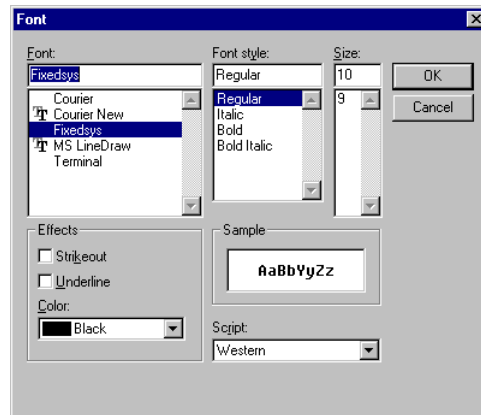 Font
Font: Font style: Size:
Fixedsys Regular 10 OK
Courier Regular 9 Cancel
Courier New Italic
Fixedsys Bold
MS LineDraw Bold Italic
Terminal
Effects Sample
Strikeout
AaBbYyZz
Underline
Color:
Black Script:
Western